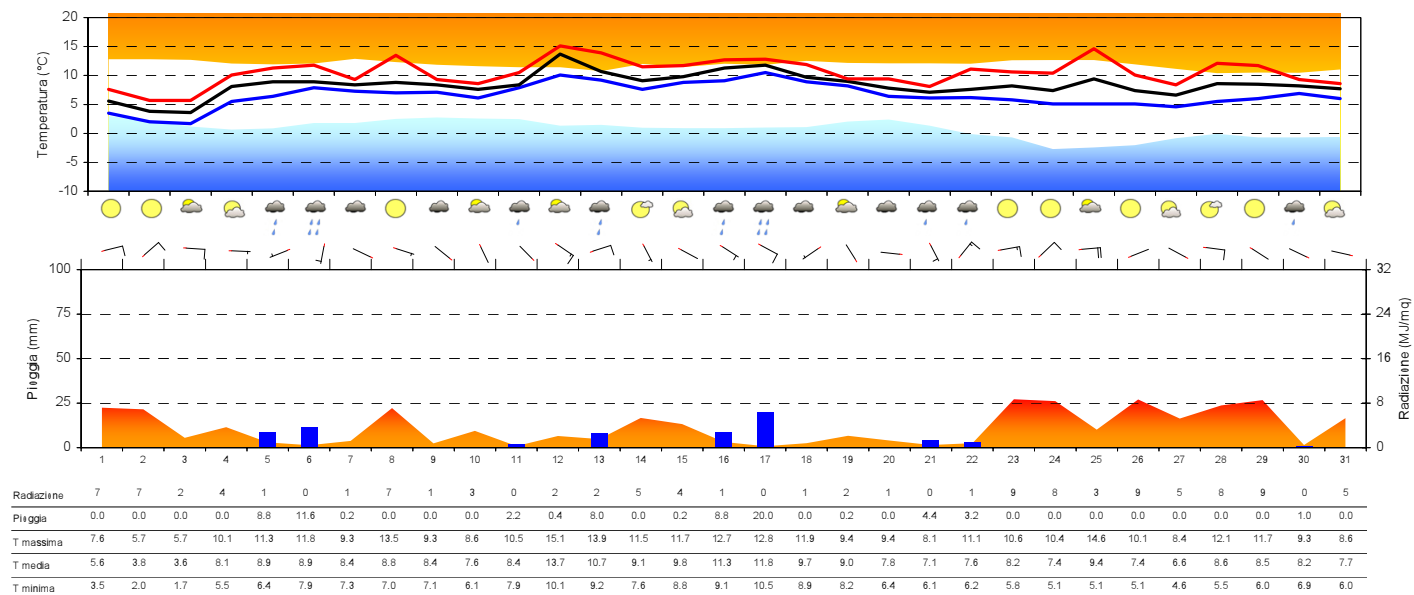 20
15
10
5
0
-5
-10
Temperatura (°C)
100
75
50
25
0
Pioggia (mm)
32
24
16
8
0
Radiazione (MJ/mq)
1 2 3 4 5 6 7 8 9 10 11 12 13 14 15 16 17 18 19 20 21 22 23 24 25 26 27 28 29 30 31
Radiazione 7 7 2 4 1 0 1 7 1 3 0 2 2 5 4 1 0 1 2 1 0 1 9 8 3 9 5 8 9 0 5
Pioggia 0.0 0.0 0.0 0.0 8.8 11.6 0.2 0.0 0.0 0.0 2.2 0.4 8.0 0.0 0.2 8.8 20.0 0.0 0.2 0.0 4.4 3.2 0.0 0.0 0.0 0.0 0.0 0.0 0.0 1.0 0.0
T massima 7.6 5.7 5.7 10.1 11.3 11.8 9.3 13.5 9.3 8.6 10.5 15.1 13.9 11.5 11.7 12.7 12.8 11.9 9.4 9.4 8.1 11.1 10.6 10.4 14.6 10.1 8.4 12.1 11.7 9.3 8.6
T media 5.6 3.8 3.6 8.1 8.9 8.9 8.4 8.8 8.4 7.6 8.4 13.7 10.7 9.1 9.8 11.3 11.8 9.7 9.0 7.8 7.1 7.6 8.2 7.4 9.4 7.4 6.6 8.6 8.5 8.2 7.7
T minima 3.5 2.0 1.7 5.5 6.4 7.9 7.3 7.0 7.1 6.1 7.9 10.1 9.2 7.6 8.8 9.1 10.5 8.9 8.2 6.4 6.1 6.2 5.8 5.1 5.1 5.1 4.6 5.5 6.0 6.9 6.0